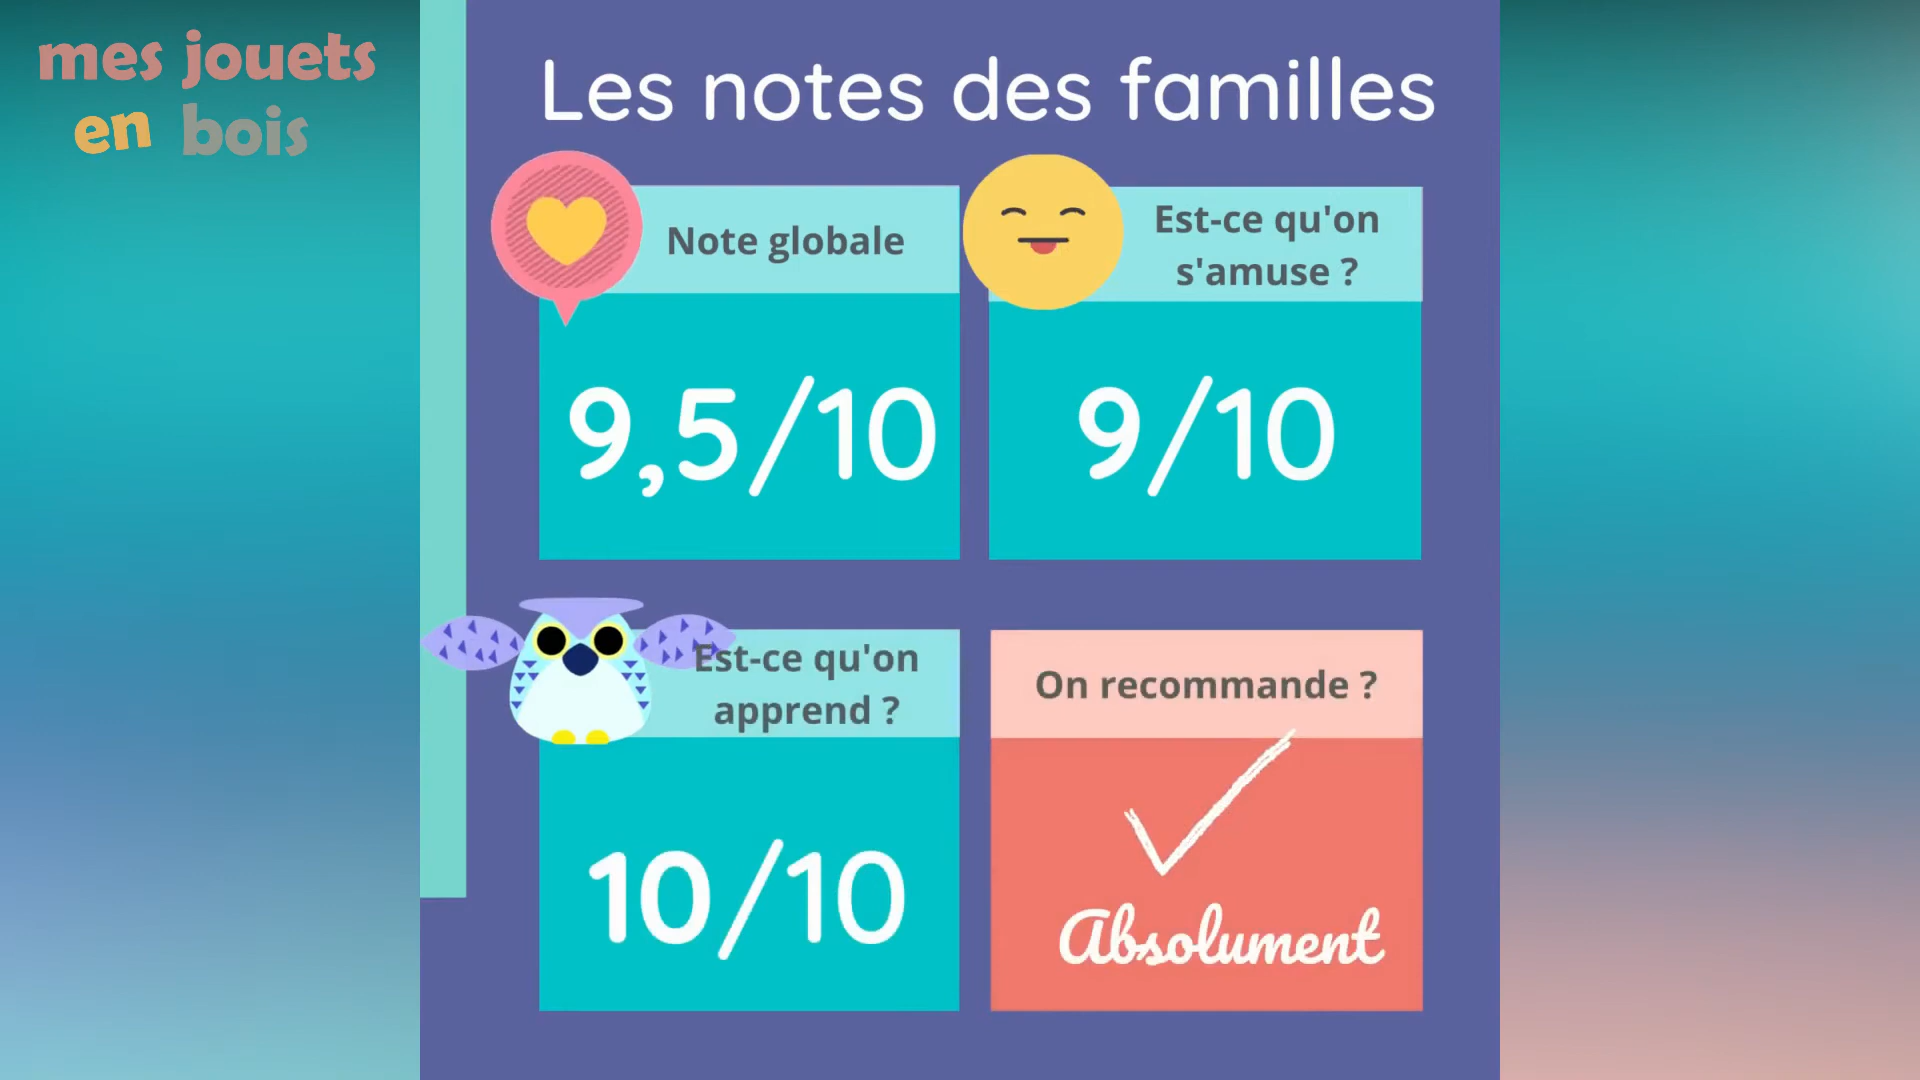 mes jouets
en bois
Les notes des familles
Note globale
9,5/10
Est-ce qu'on
s'amuse ?
9/10
Est-ce qu'on
apprend ?
10/10
On recommande ?
Absolument